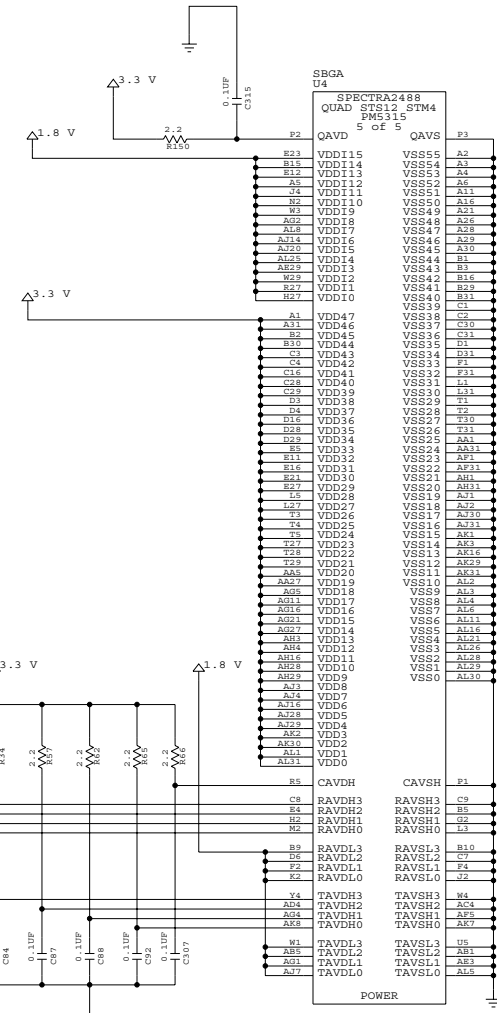 SBGA
U4
SPECTRA2488
QUAD STS12 STM4
PM5315
5 of 5
3.3 V
0.1UF
C315
2.2
R150
1.8 V
P2 QAVD QAVS P3
E23 VDDI15 VSS55 A2
B15 VDDI14 VSS54 A3
E12 VDDI13 VSS53 A4
A5 VDDI12 VSS52 A6
J4 VDDI11 VSS51 A11
N2 VDDI10 VSS50 A16
W3 VDDI9 VSS49 A21
AG2 VDDI8 VSS48 A26
AL8 VDDI7 VSS47 A28
AJ14 VDDI6 VSS46 A29
AJ20 VDDI5 VSS45 A30
AL25 VDDI4 VSS44 B1
AE29 VDDI3 VSS43 B3
W29 VDDI2 VSS42 B16
R27 VDDI1 VSS41 B29
H27 VDDI0 VSS40 B31
3.3 V
VSS39 C1
A1 VDD47 VSS38 C2
A31 VDD46 VSS37 C30
B2 VDD45 VSS36 C31
B30 VDD44 VSS35 D1
C3 VDD43 VSS34 D31
C4 VDD42 VSS33 F1
C16 VDD41 VSS32 F31
C28 VDD40 VSS31 L1
C29 VDD39 VSS30 L31
D3 VDD38 VSS29 T1
D4 VDD37 VSS28 T2
D16 VDD36 VSS27 T30
D28 VDD35 VSS26 T31
D29 VDD34 VSS25 AA1
E5 VDD33 VSS24 AA31
E11 VDD32 VSS23 AF1
E16 VDD31 VSS22 AF31
E21 VDD30 VSS21 AH1
E27 VDD29 VSS20 AH31
L5 VDD28 VSS19 AJ1
L27 VDD27 VSS18 AJ2
T3 VDD26 VSS17 AJ30
T4 VDD25 VSS16 AJ31
T5 VDD24 VSS15 AK1
T27 VDD23 VSS14 AK3
T28 VDD22 VSS13 AK16
T29 VDD21 VSS12 AK29
AA5 VDD20 VSS11 AK31
AA27 VDD19 VSS10 AL2
AG5 VDD18 VSS9 AL3
AG11 VDD17 VSS8 AL4
AG16 VDD16 VSS7 AL6
AG21 VDD15 VSS6 AL11
AG27 VDD14 VSS5 AL16
AH3 VDD13 VSS4 AL21
AH4 VDD12 VSS3 AL26
AH16 VDD11 VSS2 AL28
AH28 VDD10 VSS1 AL29
AH29 VDD9 VSS0 AL30
AJ3 VDD8
AJ4 VDD7
AJ16 VDD6
AJ28 VDD5
AJ29 VDD4
AK2 VDD3
AK30 VDD2
AL1 VDD1
AL31 VDD0
3.3 V
1.8 V
R34
2.2
R57
2.2
R62
2.2
R65
2.2
R66
R5 CAVDH CAVSH P1
C8 RAVDH3 RAVSH3 C9
E4 RAVDH2 RAVSH2 B5
H2 RAVDH1 RAVSH1 G2
M2 RAVDH0 RAVSH0 L3
B9 RAVDL3 RAVSL3 B10
D6 RAVDL2 RAVSL2 C7
F2 RAVDL1 RAVSL1 F4
K2 RAVDL0 RAVSL0 J2
Y4 TAVDH3 TAVSH3 W4
AD4 TAVDH2 TAVSH2 AC4
AG4 TAVDH1 TAVSH1 AF5
AK8 TAVDH0 TAVSH0 AK7
W1 TAVDL3 TAVSL3 U5
AB5 TAVDL2 TAVSL2 AB1
AG1 TAVDL1 TAVSL1 AE3
AJ7 TAVDL0 TAVSL0 AL5
C84
0.1UF
C87
0.1UF
C88
0.1UF
C92
0.1UF
C307
POWER